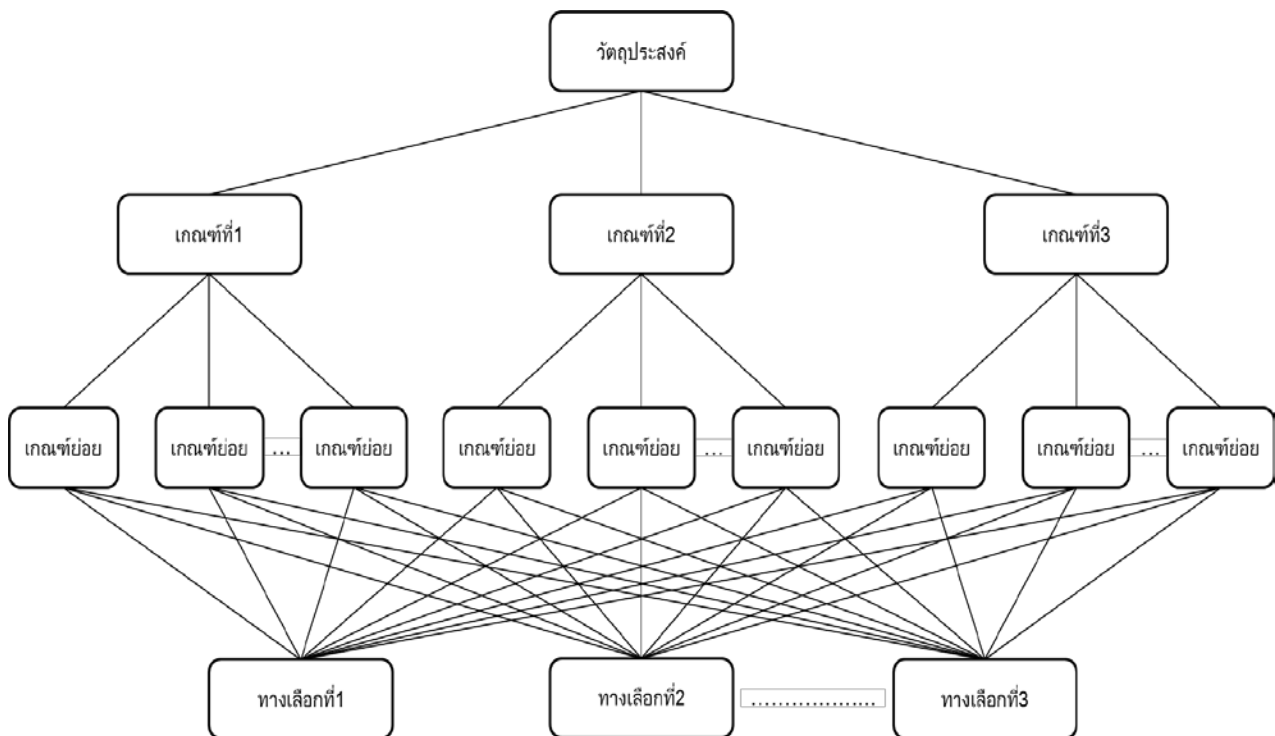 วัตถุประสงค์
เกณฑ์ที่1
เกณฑ์ที่2
เกณฑ์ที่3
เกณฑ์ย่อย
เกณฑ์ย่อย
...
เกณฑ์ย่อย
เกณฑ์ย่อย
เกณฑ์ย่อย
...
เกณฑ์ย่อย
เกณฑ์ย่อย
เกณฑ์ย่อย
...
เกณฑ์ย่อย
ทางเลือกที่1
ทางเลือกที่2
...................
ทางเลือกที่3